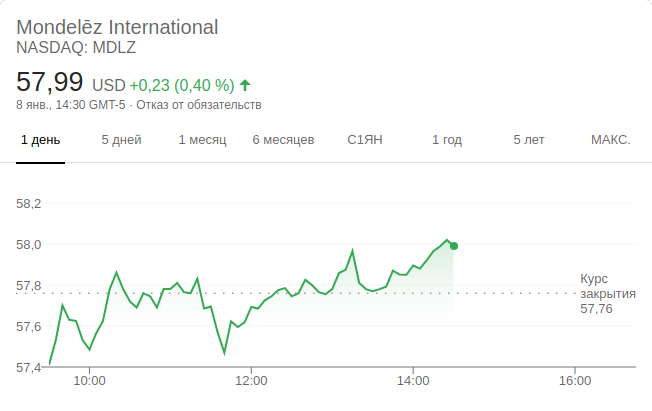 Mondelēz International
NASDAQ: MDLZ
57,99 USD +0,23 (0,40 %) ↑
8 янв., 14:30 GMT-5 · Отказ от обязательств
1 день 5 дней 1 месяц 6 месяцев С1ЯН 1 год 5 лет МАКС.
58,2
58,0
57,8
57,6
57,4
Курс
закрытия
57,76
10:00 12:00 14:00 16:00